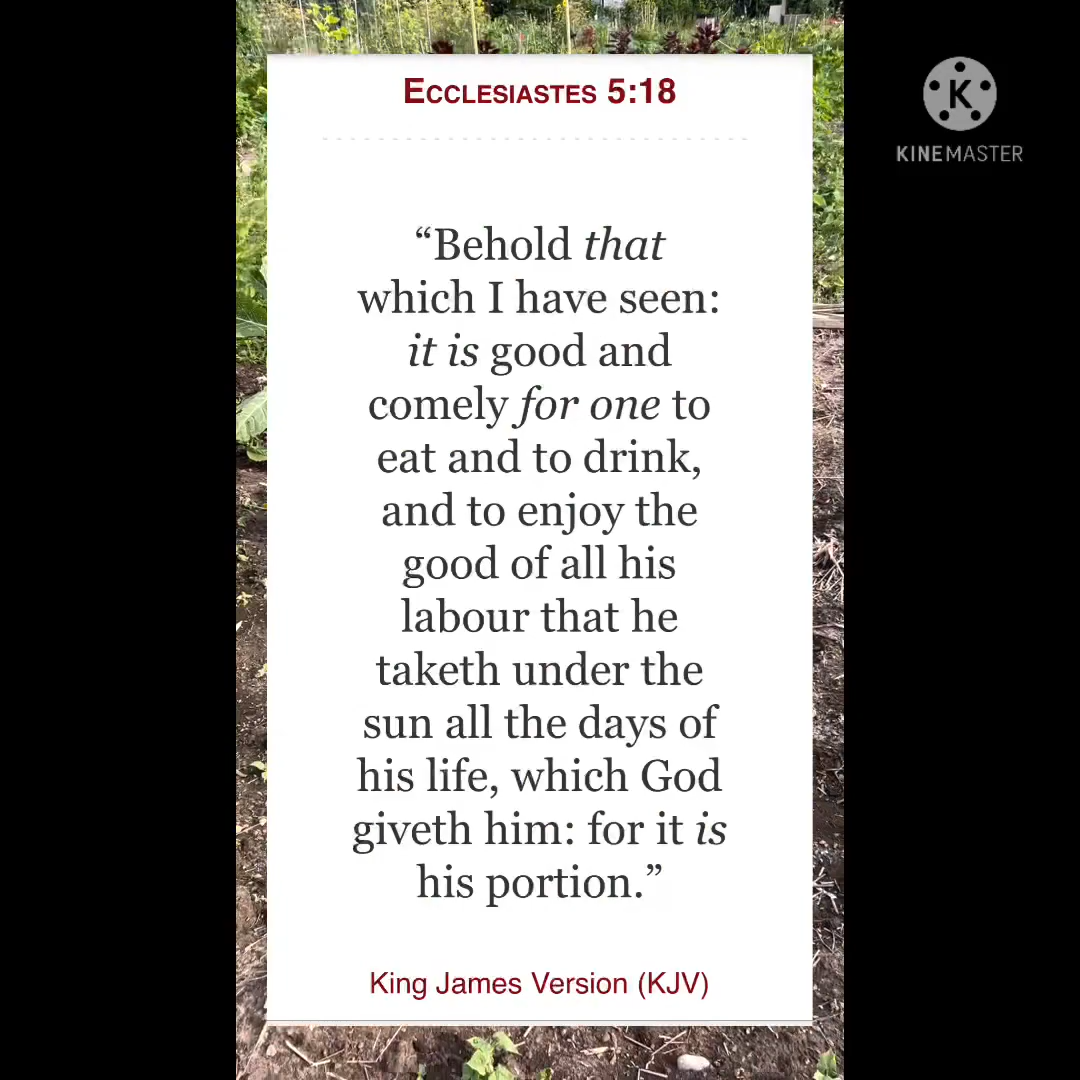 ECCLESIASTES 5:18
K
KINEMASTER
“Behold that
which I have seen:
it is good and
comely for one to
eat and to drink,
and to enjoy the
good of all his
labour that he
taketh under the
sun all the days of
his life, which God
giveth him: for it is
his portion.”
King James Version (KJV)